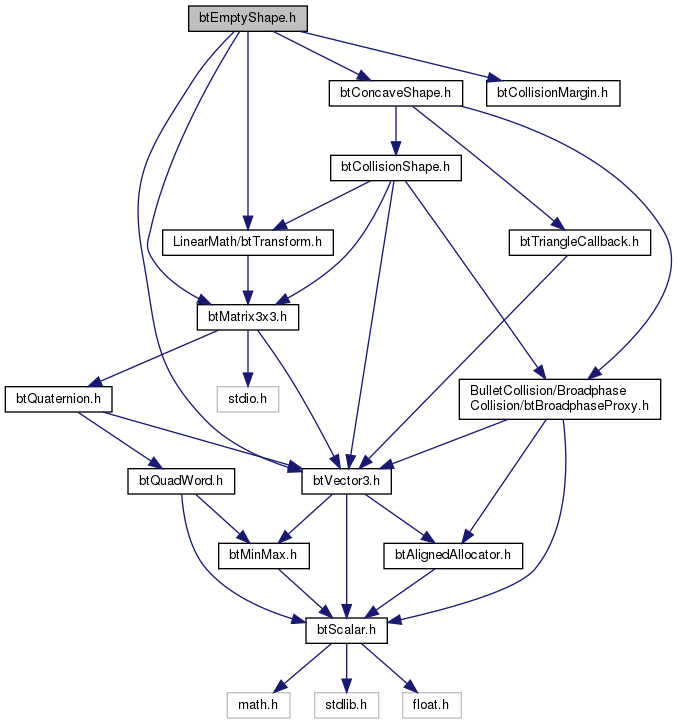 btEmptyShape.h
btConcaveShape.h
btCollisionMargin.h
btCollisionShape.h
LinearMath/btTransform.h
btTriangleCallback.h
btMatrix3x3.h
btQuaternion.h
stdio.h
BulletCollision/Broadphase
Collision/btBroadphaseProxy.h
btQuadWord.h
btVector3.h
btMinMax.h
btAlignedAllocator.h
btScalar.h
math.h
stdlib.h
float.h